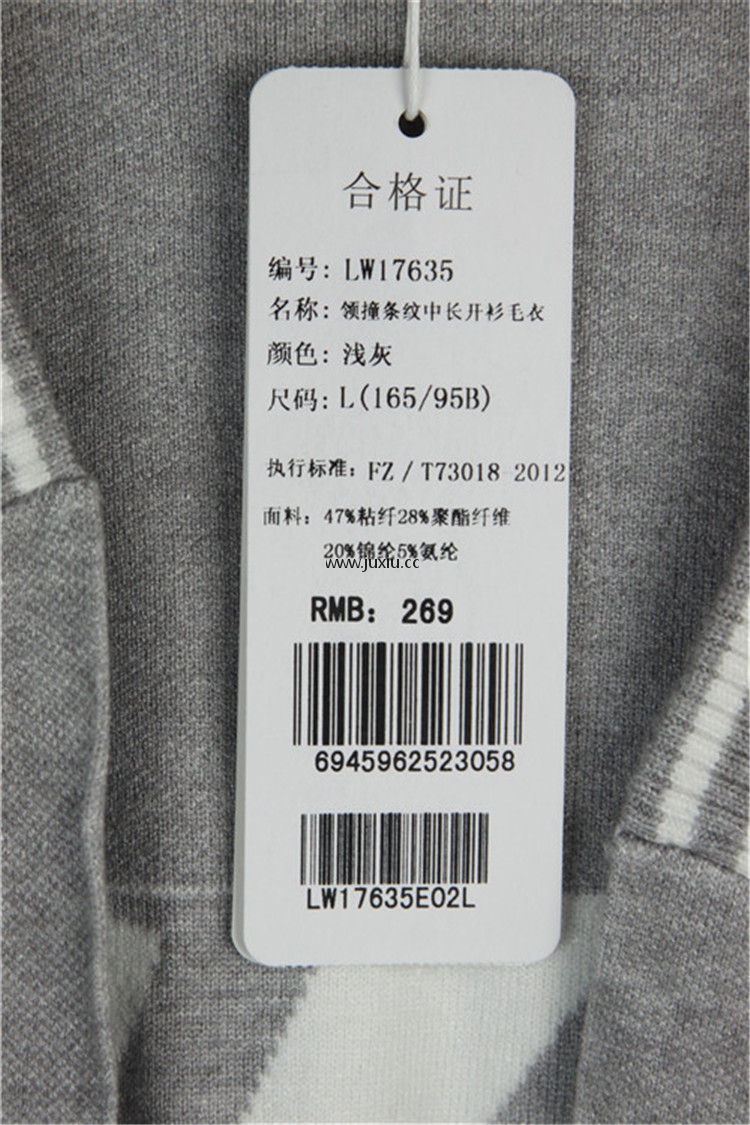 合格证
编号: LW17635
名称: 领撞条纹中长开衫毛衣
颜色: 浅灰
尺码: L(165/95B)
执行标准: FZ/T73018-2012
面料: 47%粘纤28%聚酯纤维
20%锦纶5%氨纶
www.juxiu.cc
RMB: 269
6945962523058
LW17635E02L